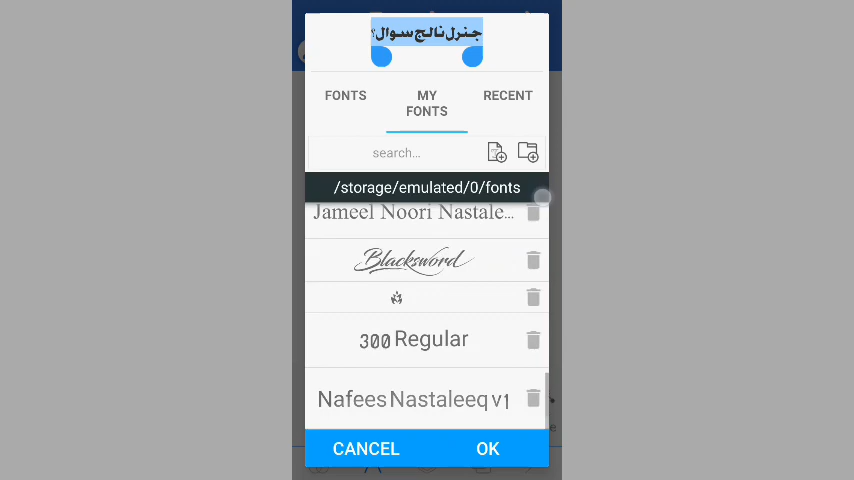 جنرل نالج سوال؟
FONTS
MY FONTS
RECENT
search...
/storage/emulated/0/fonts
Jameel Noori Nastale...
Blacksword
300 Regular
Nafees Nastaleeq v1
CANCEL
OK